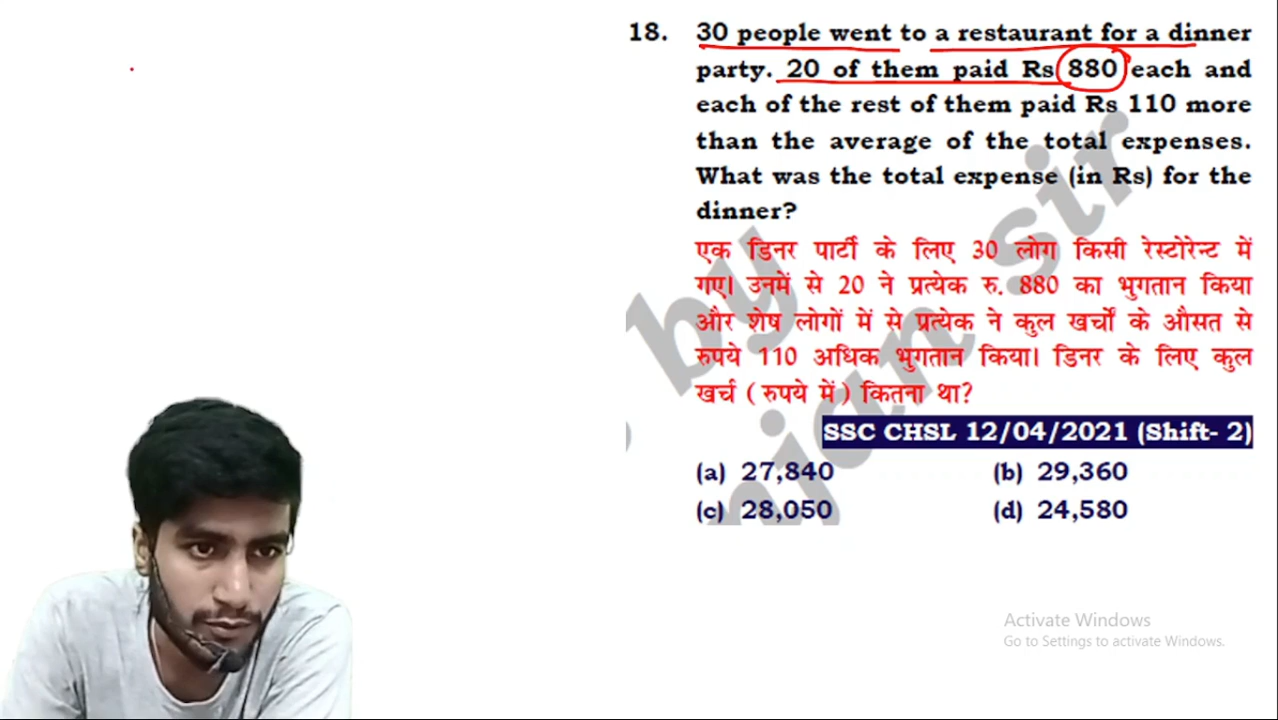 18. 30 people went to a restaurant for a dinner
party. 20 of them paid Rs 880 each and
each of the rest of them paid Rs 110 more
than the average of the total expenses.
What was the total expense (in Rs) for the
dinner?
एक डिनर पार्टी के लिए 30 लोग किसी रेस्टोरेन्ट में
गए। उनमें से 20 ने प्रत्येक रु. 880 का भुगतान किया
और शेष लोगों में से प्रत्येक ने कुल खर्चों के औसत से
रुपये 110 अधिक भुगतान किया। डिनर के लिए कुल
खर्च (रुपये में) कितना था?
SSC CHSL 12/04/2021 (Shift- 2)
(a) 27,840 (b) 29,360
(c) 28,050 (d) 24,580
by
sir
Activate Windows
Go to Settings to activate Windows.